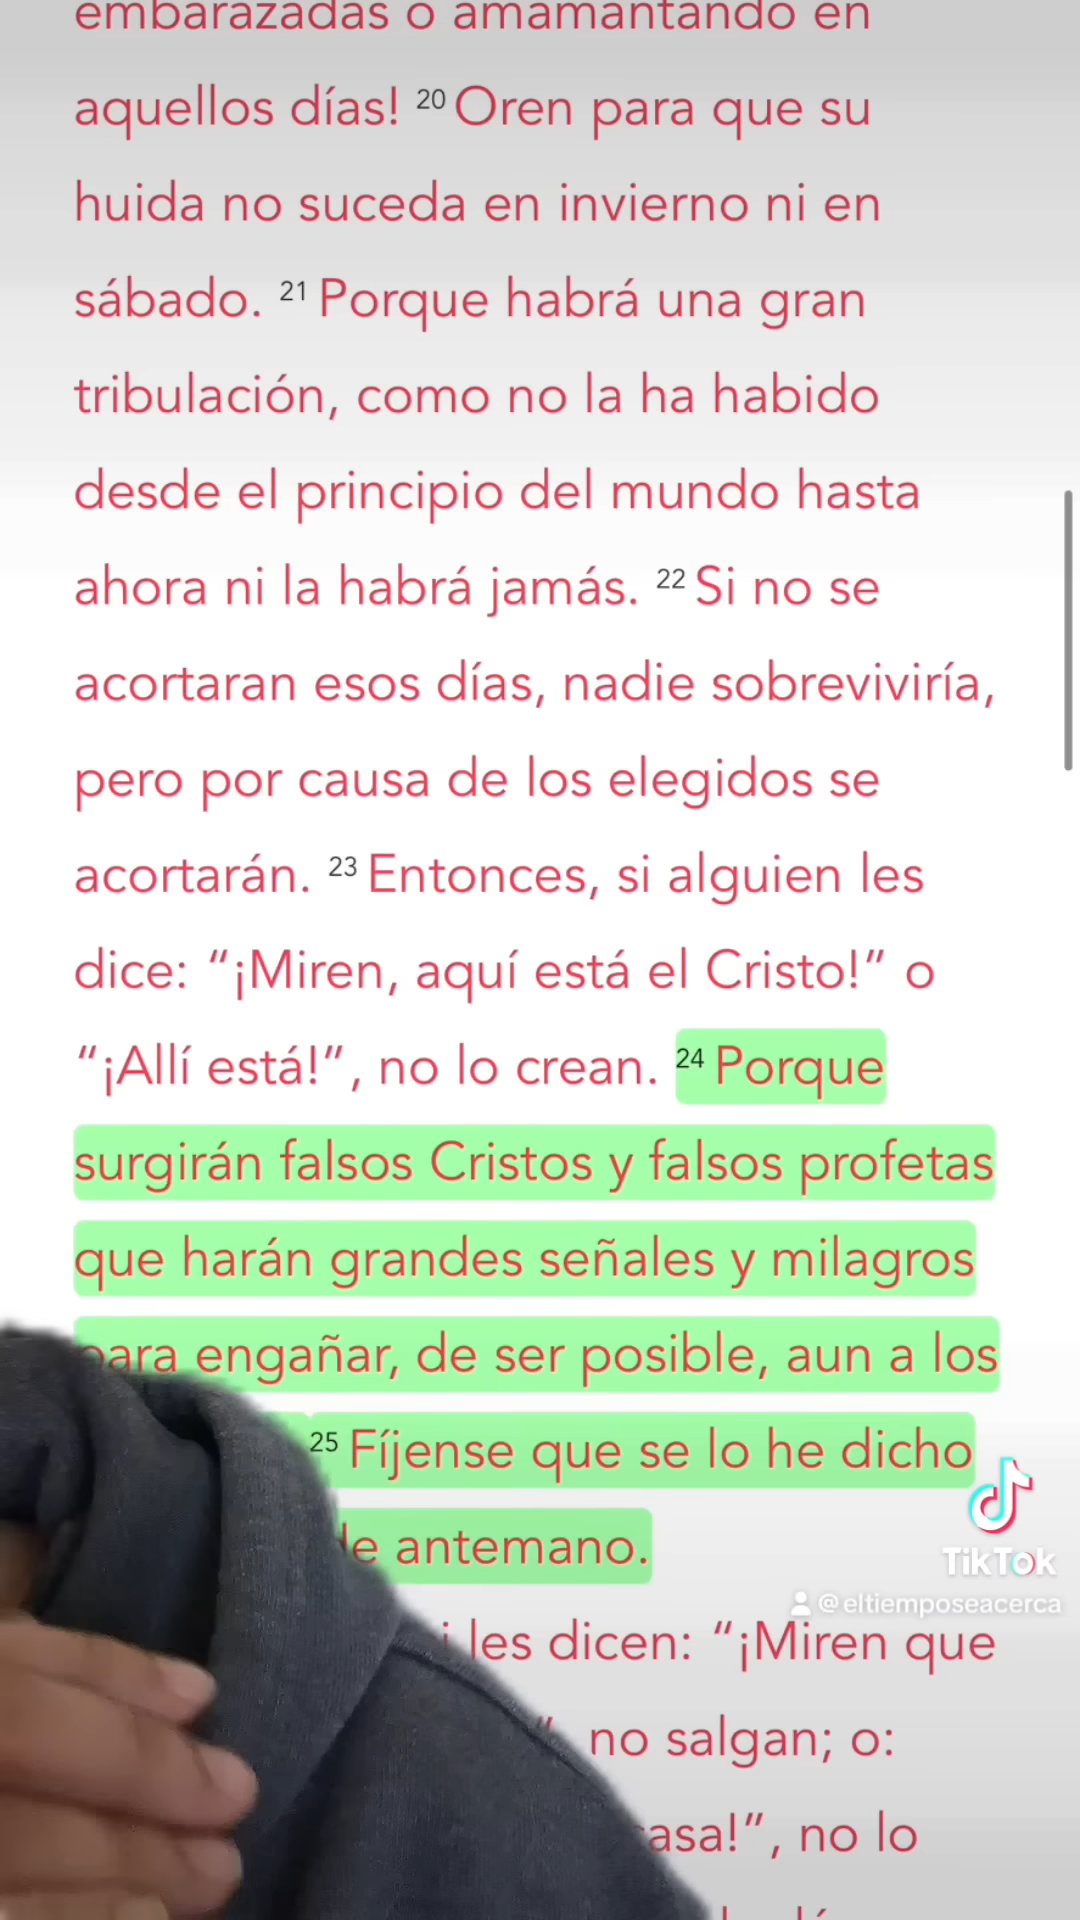 embarazadas o amamantando en
aquellos días! 20 Oren para que su
huida no suceda en invierno ni en
sábado. 21 Porque habrá una gran
tribulación, como no la ha habido
desde el principio del mundo hasta
ahora ni la habrá jamás. 22 Si no se
acortaran esos días, nadie sobreviviría,
pero por causa de los elegidos se
acortarán. 23 Entonces, si alguien les
dice: “¡Miren, aquí está el Cristo!” o
“¡Allí está!”, no lo crean. 24 Porque
surgirán falsos Cristos y falsos profetas
que harán grandes señales y milagros
para engañar, de ser posible, aun a los
25 Fíjense que se lo he dicho
de antemano.
les dicen: “¡Miren que
”, no salgan; o:
asa!”, no lo
TikTok
@eltiemposeacerca